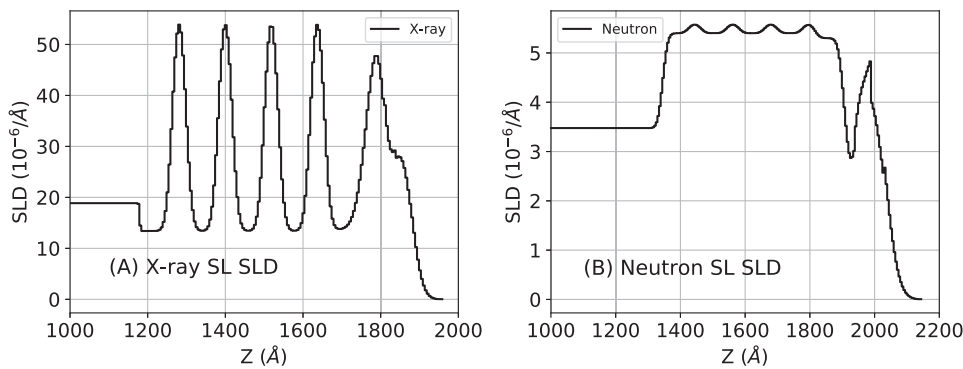 X-ray
SLD (10⁻⁶/Å)
50
40
30
20
10
0
(A) X-ray SL SLD
1000 1200 1400 1600 1800 2000
Z (Å)
Neutron
SLD (10⁻⁶/Å)
5
4
3
2
1
0
(B) Neutron SL SLD
1000 1200 1400 1600 1800 2000 2200
Z (Å)